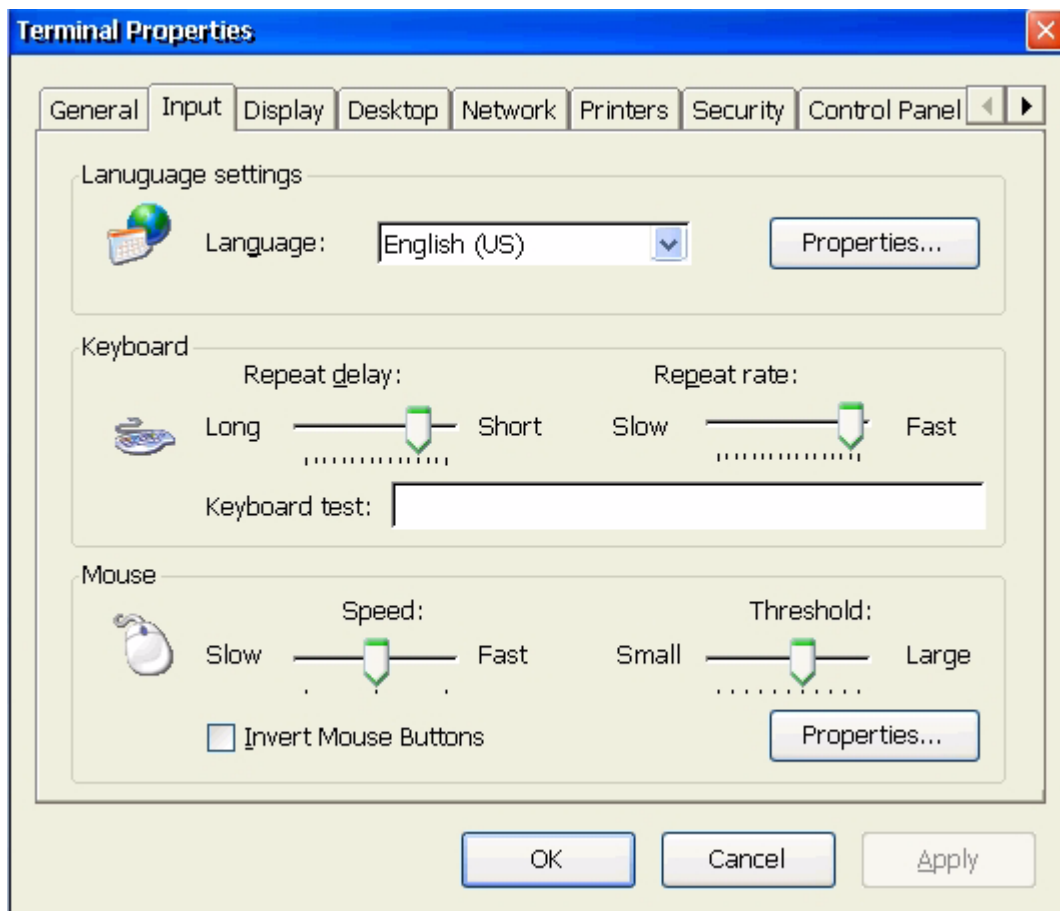 Terminal Properties
General Input Display Desktop Network Printers Security Control Panel
Lanuguage settings
Language: English (US) Properties...
Keyboard
Repeat delay: Repeat rate:
Long Short Slow Fast
Keyboard test:
Mouse
Speed: Threshold:
Slow Fast Small Large
Invert Mouse Buttons Properties...
OK Cancel Apply